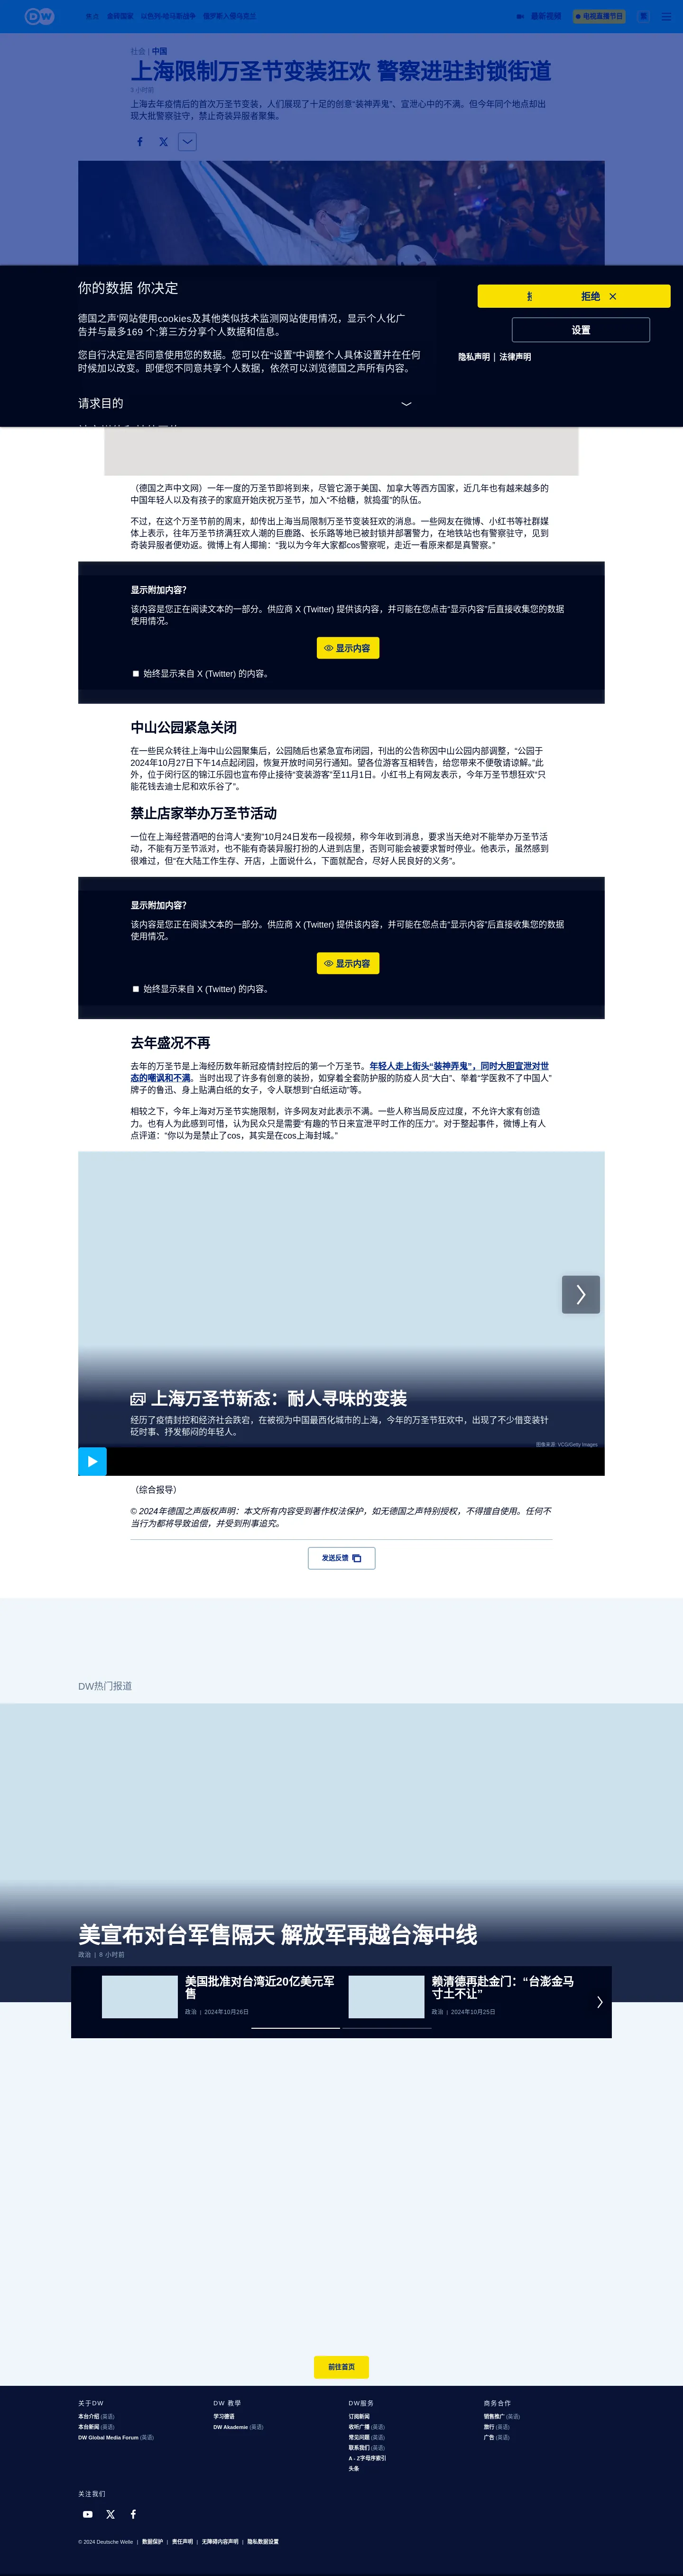 DW
焦点
最新视频
电视直播节目
繁
社会 | 中国
上海限制万圣节变装狂欢 警察进驻封锁街道
3 小时前
上海去年疫情后的首次万圣节变装，人们展现了十足的创意“装神弄鬼”、宣泄心中的不满。但今年同个地点却出
现大批警察驻守，禁止奇装异服者聚集。
你的数据 你决定
拒绝
德国之声'网站使用cookies及其他类似技术监测网站使用情况，显示个人化广
告并与最多169 个;第三方分享个人数据和信息。
设置
您自行决定是否同意使用您的数据。您可以在“设置”中调整个人具体设置并在任何
时候加以改变。即便您不同意共享个人数据，依然可以浏览德国之声所有内容。
隐私声明 | 法律声明
请求目的
（德国之声中文网）一年一度的万圣节即将到来，尽管它源于美国、加拿大等西方国家，近几年也有越来越多的
中国年轻人以及有孩子的家庭开始庆祝万圣节，加入“不给糖，就捣蛋”的队伍。
不过，在这个万圣节前的周末，却传出上海当局限制万圣节变装狂欢的消息。一些网友在微博、小红书等社群媒
体上表示，往年万圣节挤满狂欢人潮的巨鹿路、长乐路等地已被封锁并部署警力，在地铁站也有警察驻守，见到
奇装异服者便劝返。微博上有人揶揄：“我以为今年大家都cos警察呢，走近一看原来都是真警察。”
显示附加内容?
该内容是您正在阅读文本的一部分。供应商 X (Twitter) 提供该内容，并可能在您点击“显示内容”后直接收集您的数据
使用情况。
显示内容
始终显示来自 X (Twitter) 的内容。
中山公园紧急关闭
在一些民众转往上海中山公园聚集后，公园随后也紧急宣布闭园，刊出的公告称因中山公园内部调整，“公园于
2024年10月27日下午14点起闭园，恢复开放时间另行通知。望各位游客互相转告，给您带来不便敬请谅解。”此
外，位于闵行区的锦江乐园也宣布停止接待“变装游客”至11月1日。小红书上有网友表示，今年万圣节想狂欢“只
能花钱去迪士尼和欢乐谷了”。
禁止店家举办万圣节活动
一位在上海经营酒吧的台湾人“麦狗”10月24日发布一段视频，称今年收到消息，要求当天绝对不能举办万圣节活
动，不能有万圣节派对，也不能有奇装异服打扮的人进到店里，否则可能会被要求暂时停业。他表示，虽然感到
很难过，但“在大陆工作生存、开店，上面说什么，下面就配合，尽好人民良好的义务”。
显示附加内容?
该内容是您正在阅读文本的一部分。供应商 X (Twitter) 提供该内容，并可能在您点击“显示内容”后直接收集您的数据
使用情况。
显示内容
始终显示来自 X (Twitter) 的内容。
去年盛况不再
去年的万圣节是上海经历数年新冠疫情封控后的第一个万圣节。年轻人走上街头“装神弄鬼”，同时大胆宣泄对世
态的嘲讽和不满。当时出现了许多有创意的装扮，如穿着全套防护服的防疫人员“大白”、举着“学医救不了中国人”
牌子的鲁迅、身上贴满白纸的女子，令人联想到“白纸运动”等。
相较之下，今年上海对万圣节实施限制，许多网友对此表示不满。一些人称当局反应过度，不允许大家有创造
力。也有人为此感到可惜，认为民众只是需要“有趣的节日来宣泄平时工作的压力”。对于整起事件，微博上有人
点评道：“你以为是禁止了cos，其实是在cos上海封城。”
上海万圣节新态：耐人寻味的变装
经历了疫情封控和经济社会跌宕，在被视为中国最西化城市的上海，今年的万圣节狂欢中，出现了不少借变装针
砭时事、抒发郁闷的年轻人。
图像来源: VCG/Getty Images
（综合报导）
© 2024年德国之声版权声明：本文所有内容受到著作权法保护，如无德国之声特别授权，不得擅自使用。任何不
当行为都将导致追偿，并受到刑事追究。
发送反馈
DW热门报道
美宣布对台军售隔天 解放军再越台海中线
政治 | 8 小时前
美国批准对台湾近20亿美元军
售
政治 | 2024年10月26日
赖清德再赴金门：“台澎金马
寸土不让”
政治 | 2024年10月25日
前往首页
关于DW
本台介绍 (英语)
本台新闻 (英语)
DW Global Media Forum (英语)
DW 教學
学习德语
DW Akademie (英语)
DW服务
订阅新闻
收听广播 (英语)
常见问题 (英语)
联系我们 (英语)
A - Z字母序索引
头条
商务合作
销售推广 (英语)
旅行 (英语)
广告 (英语)
关注我们
© 2024 Deutsche Welle | 数据保护 | 责任声明 | 无障碍内容声明 | 隐私数据设置